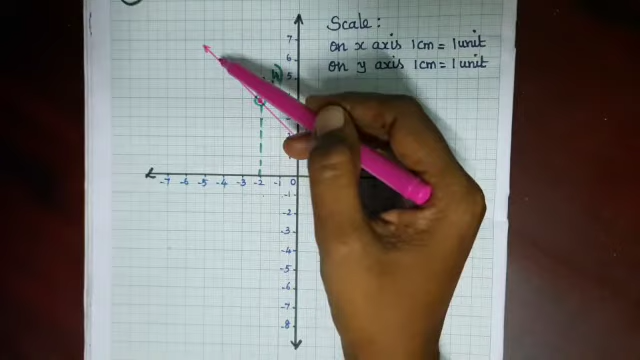 Scale:
on x axis 1cm = 1unit
on y axis 1cm = 1unit
7
6
5
-7 -6 -5 -4 -3 -2 -1 0
-1
-2
-3
-4
-5
-6
-7
-8